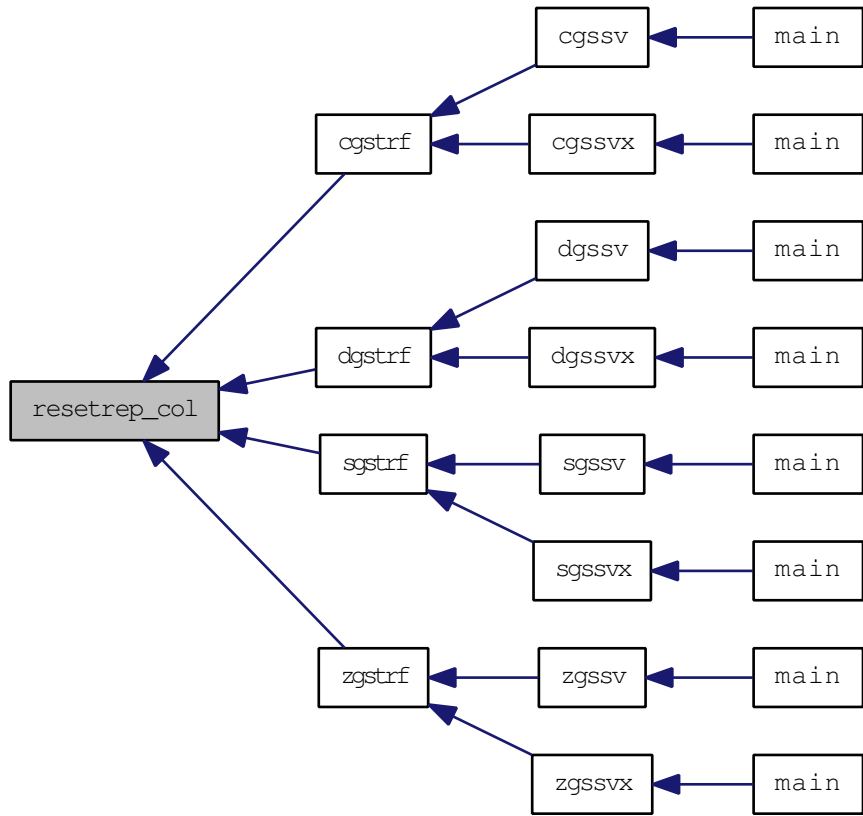 cgssv
main
cgstrf
cgssvx
main
dgssv
main
dgstrf
dgssvx
main
resetrep_col
sgstrf
sgssv
main
sgssvx
main
zgstrf
zgssv
main
zgssvx
main